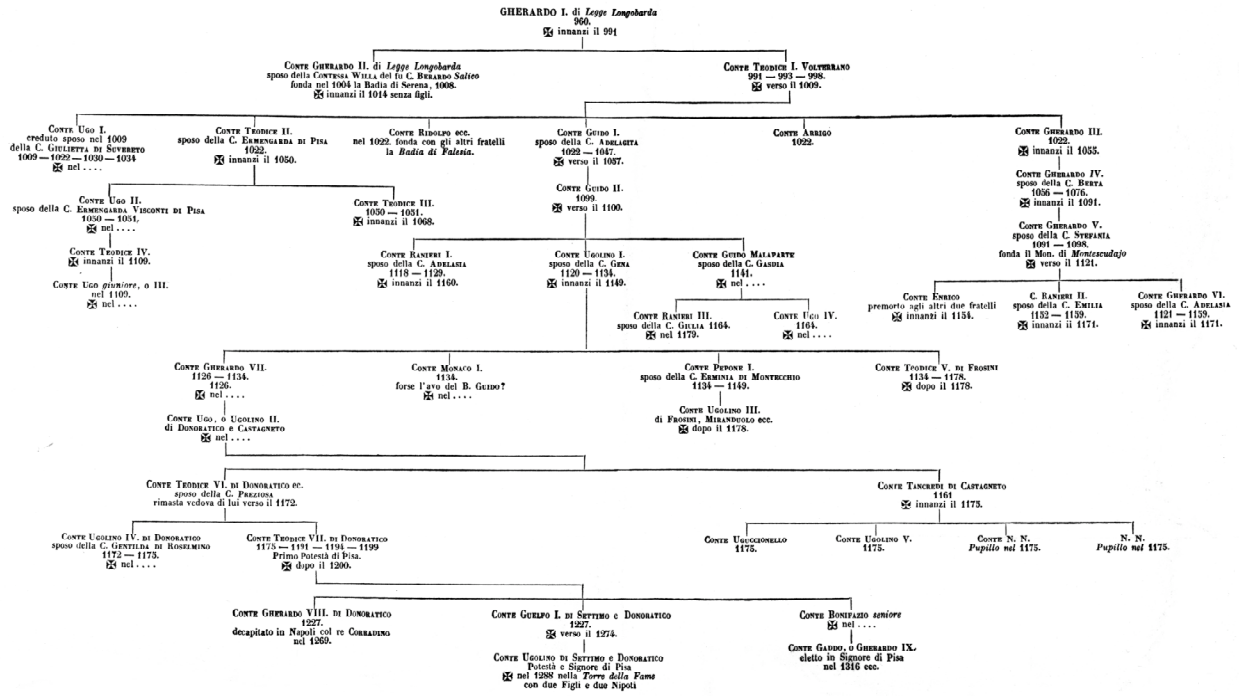 GHERARDO I. di Legge Longobarda
960.
✠ innanzi il 991
CONTE GHERARDO II. di Legge Longobarda
sposo della CONTESSA WILLA del fu C. BERARDO Salico
fonda nel 1004 la Badia di Serena, 1008.
✠ innanzi il 1014 senza figli.
CONTE TEODICE I. VOLTERRANO
991 — 993 — 998.
✠ verso il 1009.
CONTE UGO I.
creduto sposo nel 1009
della C. GIULIETTA DI SUVERETO
1009 — 1022 — 1030 — 1034
✠ nel . . . .
CONTE TEODICE II.
sposo della C. ERMENGARDA DI PISA
1022.
✠ innanzi il 1050.
CONTE RIDOLFO ecc.
nel 1022. fonda con gli altri fratelli
la Badia di Falesia.
CONTE GUIDO I.
sposo della C. ADELAGITA
1022 — 1047.
✠ verso il 1057.
CONTE ARRIGO
1022.
CONTE GHERARDO III.
1022.
✠ innanzi il 1055.
CONTE UGO II.
sposo della C. ERMENGARDA VISCONTI DI PISA
1050 — 1051.
✠ nel . . . .
CONTE TEODICE III.
1050 — 1051.
✠ innanzi il 1068.
CONTE GUIDO II.
1099.
✠ verso il 1100.
CONTE GHERARDO IV.
sposo della C. BERTA
1056 — 1076.
✠ innanzi il 1091.
CONTE TEODICE IV.
✠ innanzi il 1109.
CONTE UGO giuniore, o III.
nel 1109.
✠ nel . . . .
CONTE RANIERI I.
sposo della C. ADELASIA
1118 — 1129.
✠ innanzi il 1160.
CONTE UGOLINO I.
sposo della C. GENA
1120 — 1134.
✠ innanzi il 1149.
CONTE GUIDO MALAPARTE
sposo della C. GASDIA
1141.
✠ nel . . . .
CONTE GHERARDO V.
sposo della C. STEFANIA
1091 — 1098.
fonda il Mon. di Montescudajo
✠ verso il 1121.
CONTE RANIERI III.
sposo della C. GIULIA 1164.
✠ nel 1179.
CONTE UGO IV.
1164.
✠ nel . . . .
CONTE ENRICO
premorto agli altri due fratelli
✠ innanzi il 1154.
C. RANIERI II.
sposo della C. EMILIA
1152 — 1159.
✠ innanzi il 1171.
CONTE GHERARDO VI.
sposo della C. ADELASIA
1121 — 1159.
✠ innanzi il 1171.
CONTE GHERARDO VII.
1126 — 1134.
1126.
✠ nel . . . .
CONTE MONACO I.
1134.
forse l'avo del B. GUIDO?
✠ nel . . . .
CONTE PEPONE I.
sposo della C. ERMINIA DI MONTECCHIO
1134 — 1149.
CONTE TEODICE V. DI FROSINI
1134 — 1178.
✠ dopo il 1178.
CONTE UGO, o UGOLINO II.
di DONORATICO e CASTAGNETO
✠ nel . . . .
CONTE UGOLINO III.
di FROSINI, MIRANDUOLO ecc.
✠ dopo il 1178.
CONTE TEODICE VI. DI DONORATICO ec.
sposo della C. PREZIOSA
rimasta vedova di lui verso il 1172.
CONTE TANCREDI DI CASTAGNETO
1161
✠ innanzi il 1175.
CONTE UGOLINO IV. DI DONORATICO
sposo della C. GENTILDA DI ROSELMINO
1172 — 1175.
✠ nel . . . .
CONTE TEODICE VII. DI DONORATICO
1175 — 1191 — 1194 — 1199
Primo Potestà di Pisa.
✠ dopo il 1200.
CONTE UGUCCIONELLO
1175.
CONTE UGOLINO V.
1175.
CONTE N. N.
Pupillo nel 1175.
N. N.
Pupillo nel 1175.
CONTE GHERARDO VIII. DI DONORATICO
1227.
decapitato in Napoli col re CORRADINO
nel 1269.
CONTE GUELFO I. DI SETTIMO e DONORATICO
1227.
✠ verso il 1274.
CONTE BONIFAZIO seniore
✠ nel . . . .
CONTE UGOLINO DI SETTIMO e DONORATICO
Potestà e Signore di Pisa
✠ nel 1288 nella Torre della Fame
con due Figli e due Nipoti
CONTE GADDO, o GHERARDO IX.
eletto in Signore di Pisa
nel 1316 ecc.